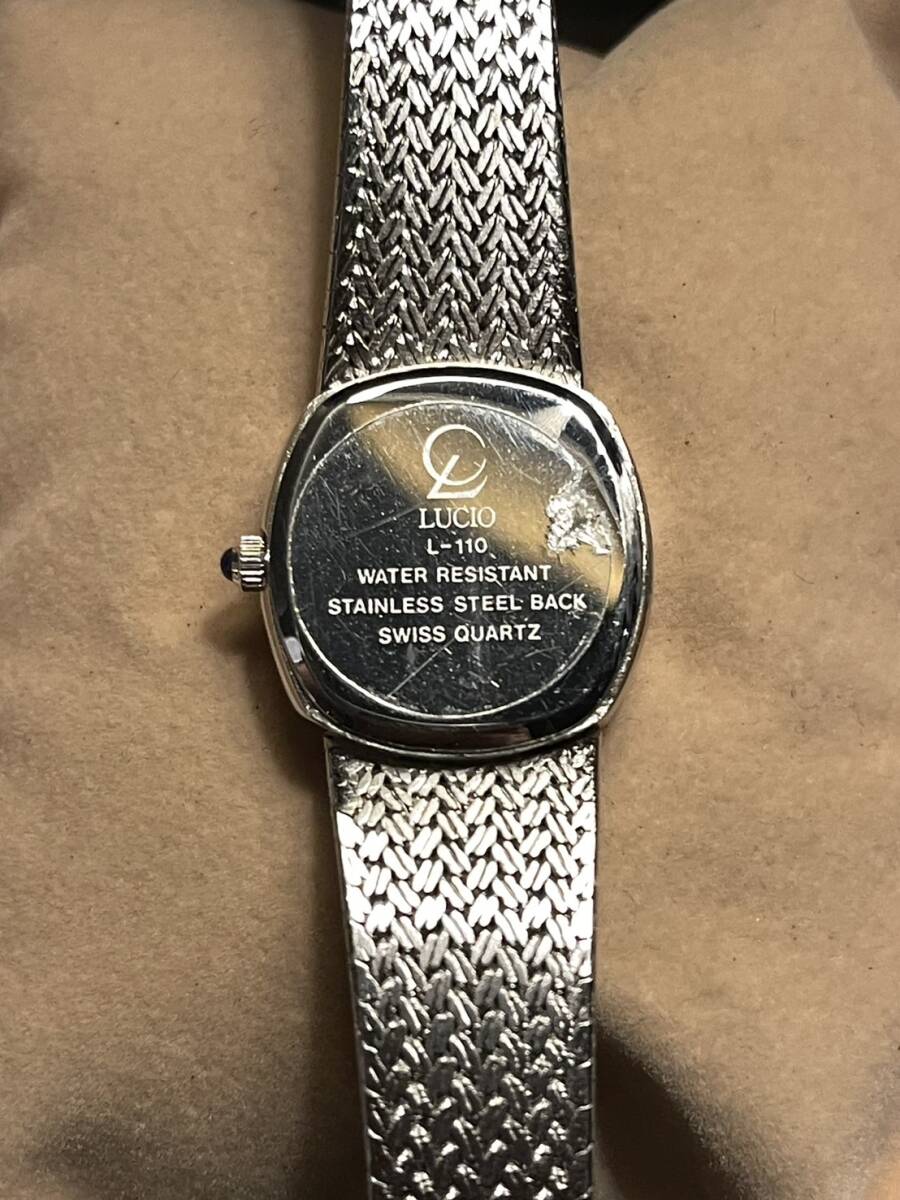 LUCIO
L-110
WATER RESISTANT
STAINLESS STEEL BACK
SWISS QUARTZ